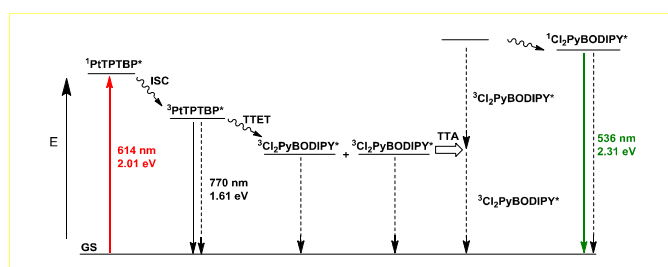 ¹PtTPTBP*
ISC
E
614 nm
2.01 eV
³PtTPTBP*
TTET
770 nm
1.61 eV
³Cl₂PyBODIPY*
+
³Cl₂PyBODIPY*
TTA
³Cl₂PyBODIPY*
³Cl₂PyBODIPY*
¹Cl₂PyBODIPY*
536 nm
2.31 eV
GS